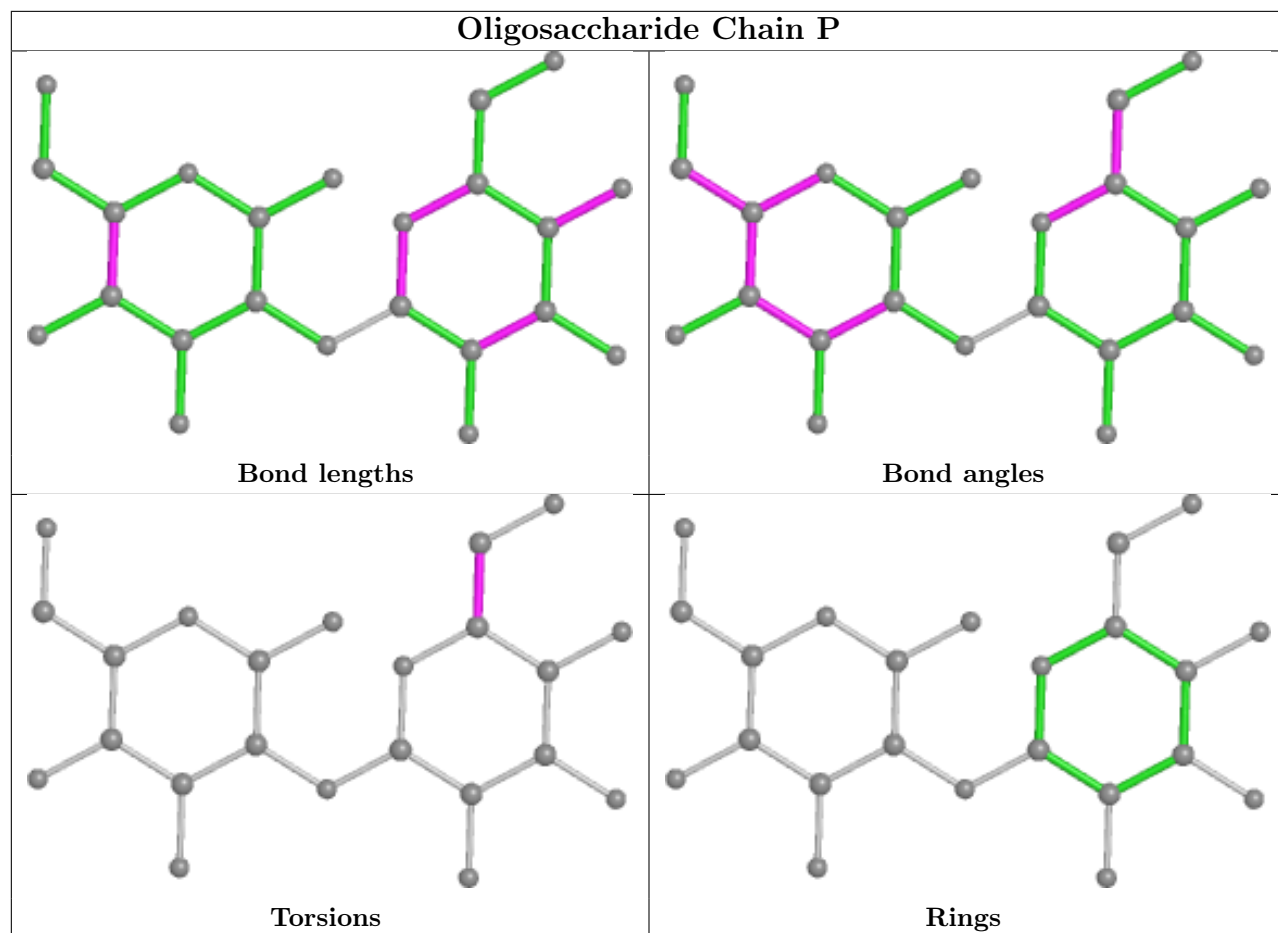 Oligosaccharide Chain P
Bond lengths
Bond angles
Torsions
Rings